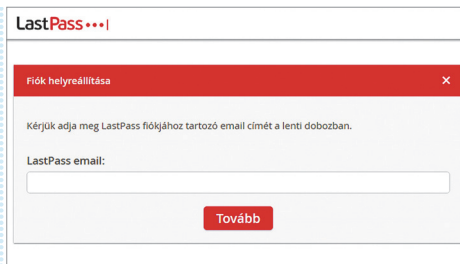 LastPass •••|
Fiók helyreállítása ×
Kérjük adja meg LastPass fiókjához tartozó email címét a lenti dobozban.
LastPass email:
Tovább